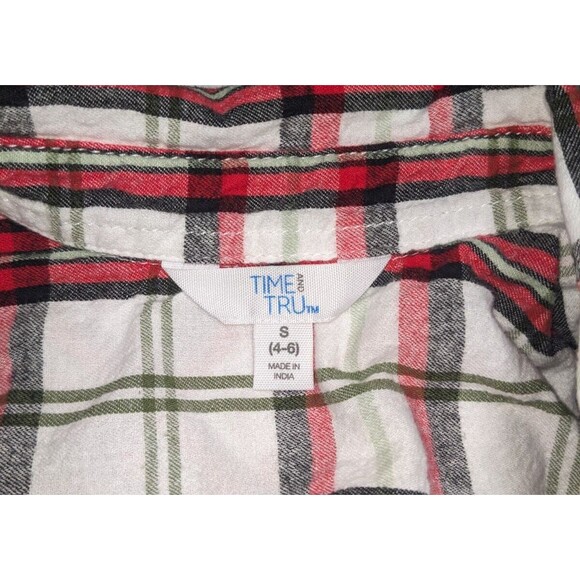 TIME AND
TRU™
S
(4–6)
MADE IN
INDIA